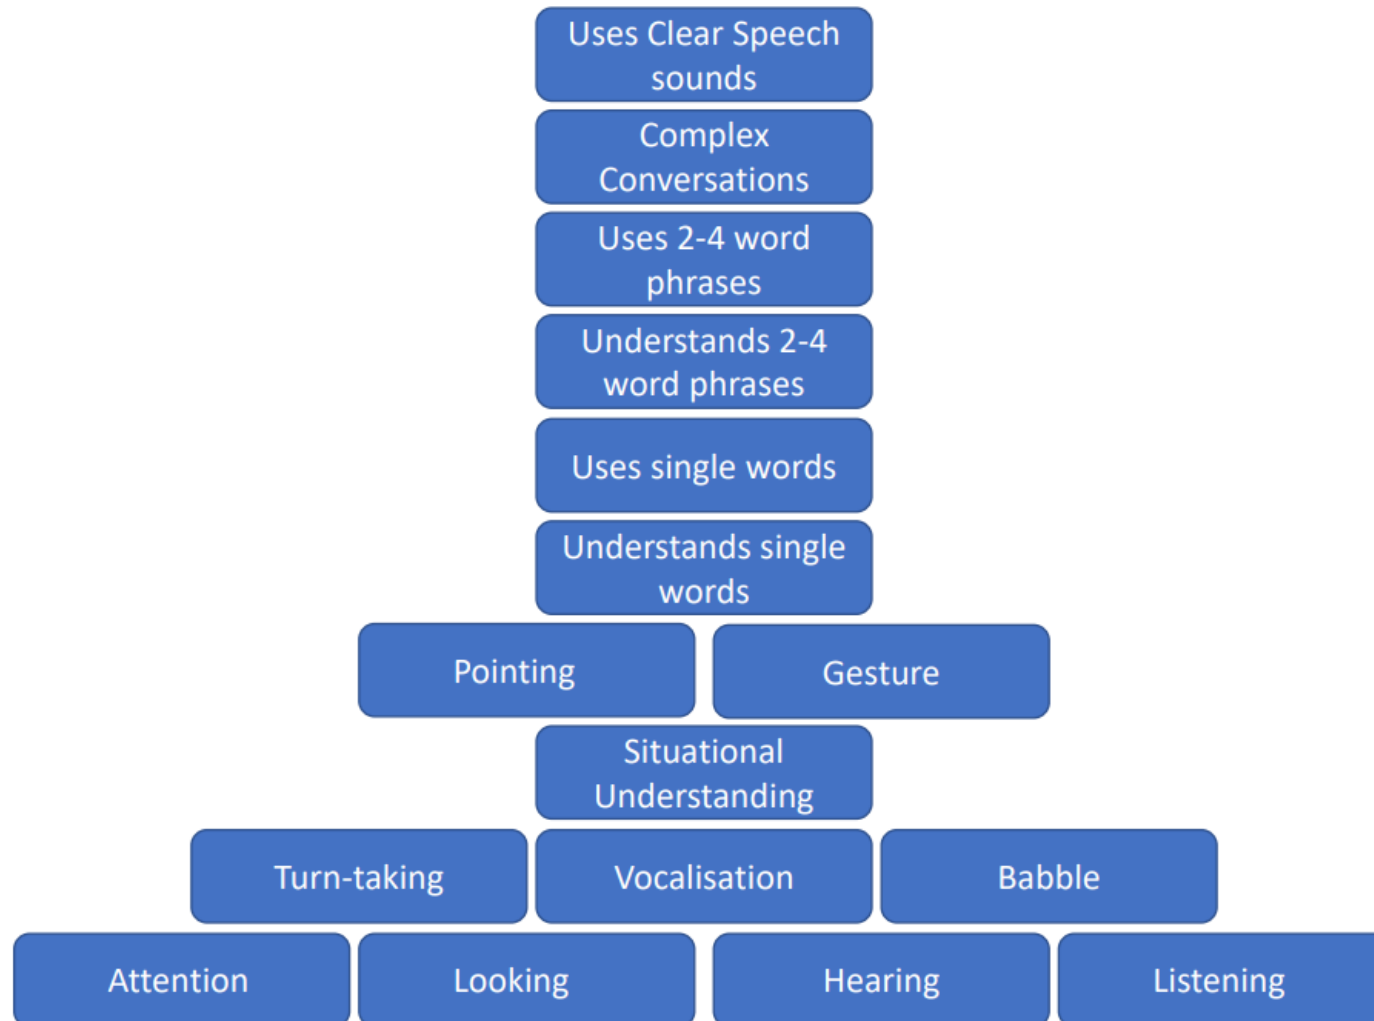 Uses Clear Speech
sounds
Complex
Conversations
Uses 2-4 word
phrases
Understands 2-4
word phrases
Uses single words
Understands single
words
Pointing
Gesture
Situational
Understanding
Turn-taking
Vocalisation
Babble
Attention
Looking
Hearing
Listening